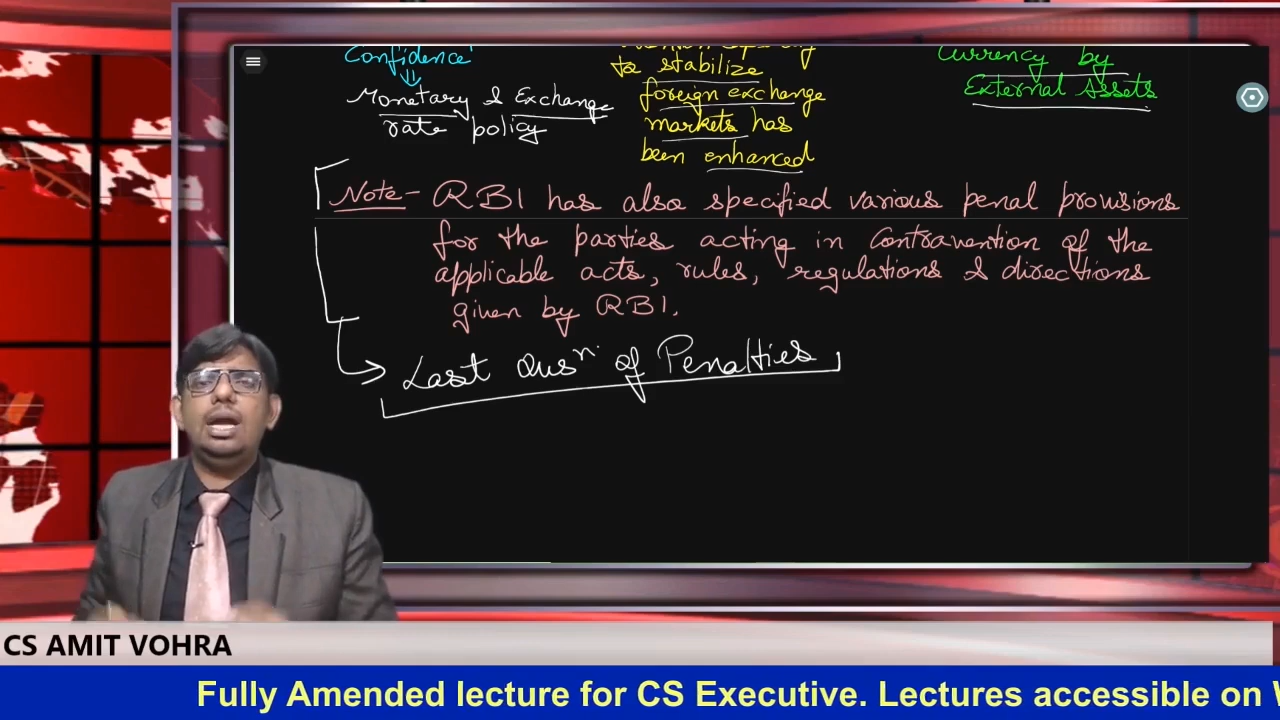 Confidence
Monetary & Exchange
rate policy
to stabilize
foreign exchange
markets has
been enhanced
Currency by
External Assets
Note- RBI has also specified various penal provisions
for the parties acting in contravention of the
applicable acts, rules, regulations & directions
given by RBI.
Last Qusn. of Penalties
CS AMIT VOHRA
Fully Amended lecture for CS Executive. Lectures accessible on